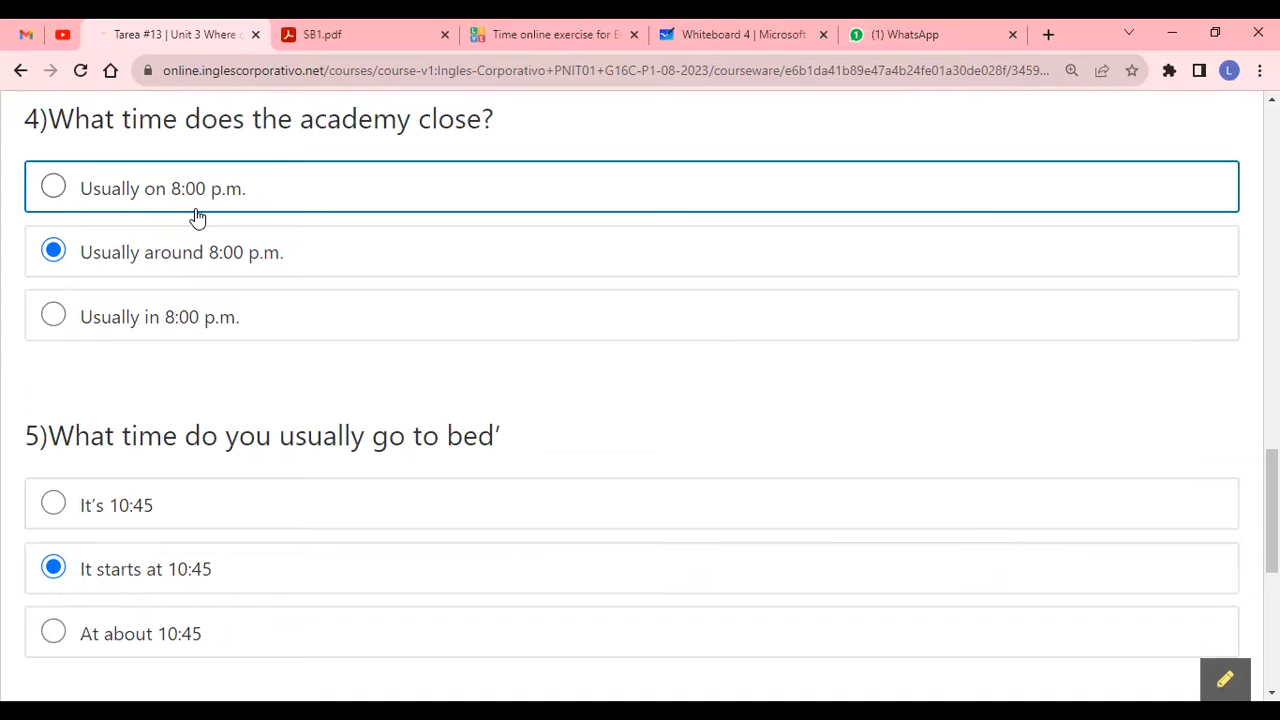 Tarea #13 | Unit 3 Where
SB1.pdf
Time online exercise for E
Whiteboard 4 | Microsoft
(1) WhatsApp
online.inglescorporativo.net/courses/course-v1:Ingles-Corporativo+PNIT01+G16C-P1-08-2023/courseware/e6b1da41b89e47a4b24fe01a30de028f/3459...
4)What time does the academy close?
Usually on 8:00 p.m.
Usually around 8:00 p.m.
Usually in 8:00 p.m.
5)What time do you usually go to bed’
It’s 10:45
It starts at 10:45
At about 10:45